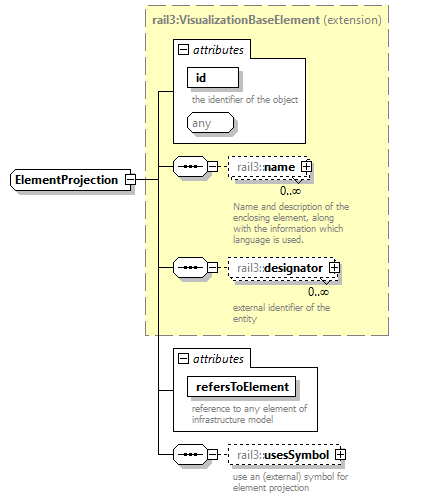 rail3:VisualizationBaseElement (extension)
attributes
id
the identifier of the object
any
ElementProjection
rail3::name
0..∞
Name and description of the
enclosing element, along
with the information which
language is used.
rail3::designator
0..∞
external identifier of the
entity
attributes
refersToElement
reference to any element of
infrastructure model
rail3::usesSymbol
use an (external) symbol for
element projection